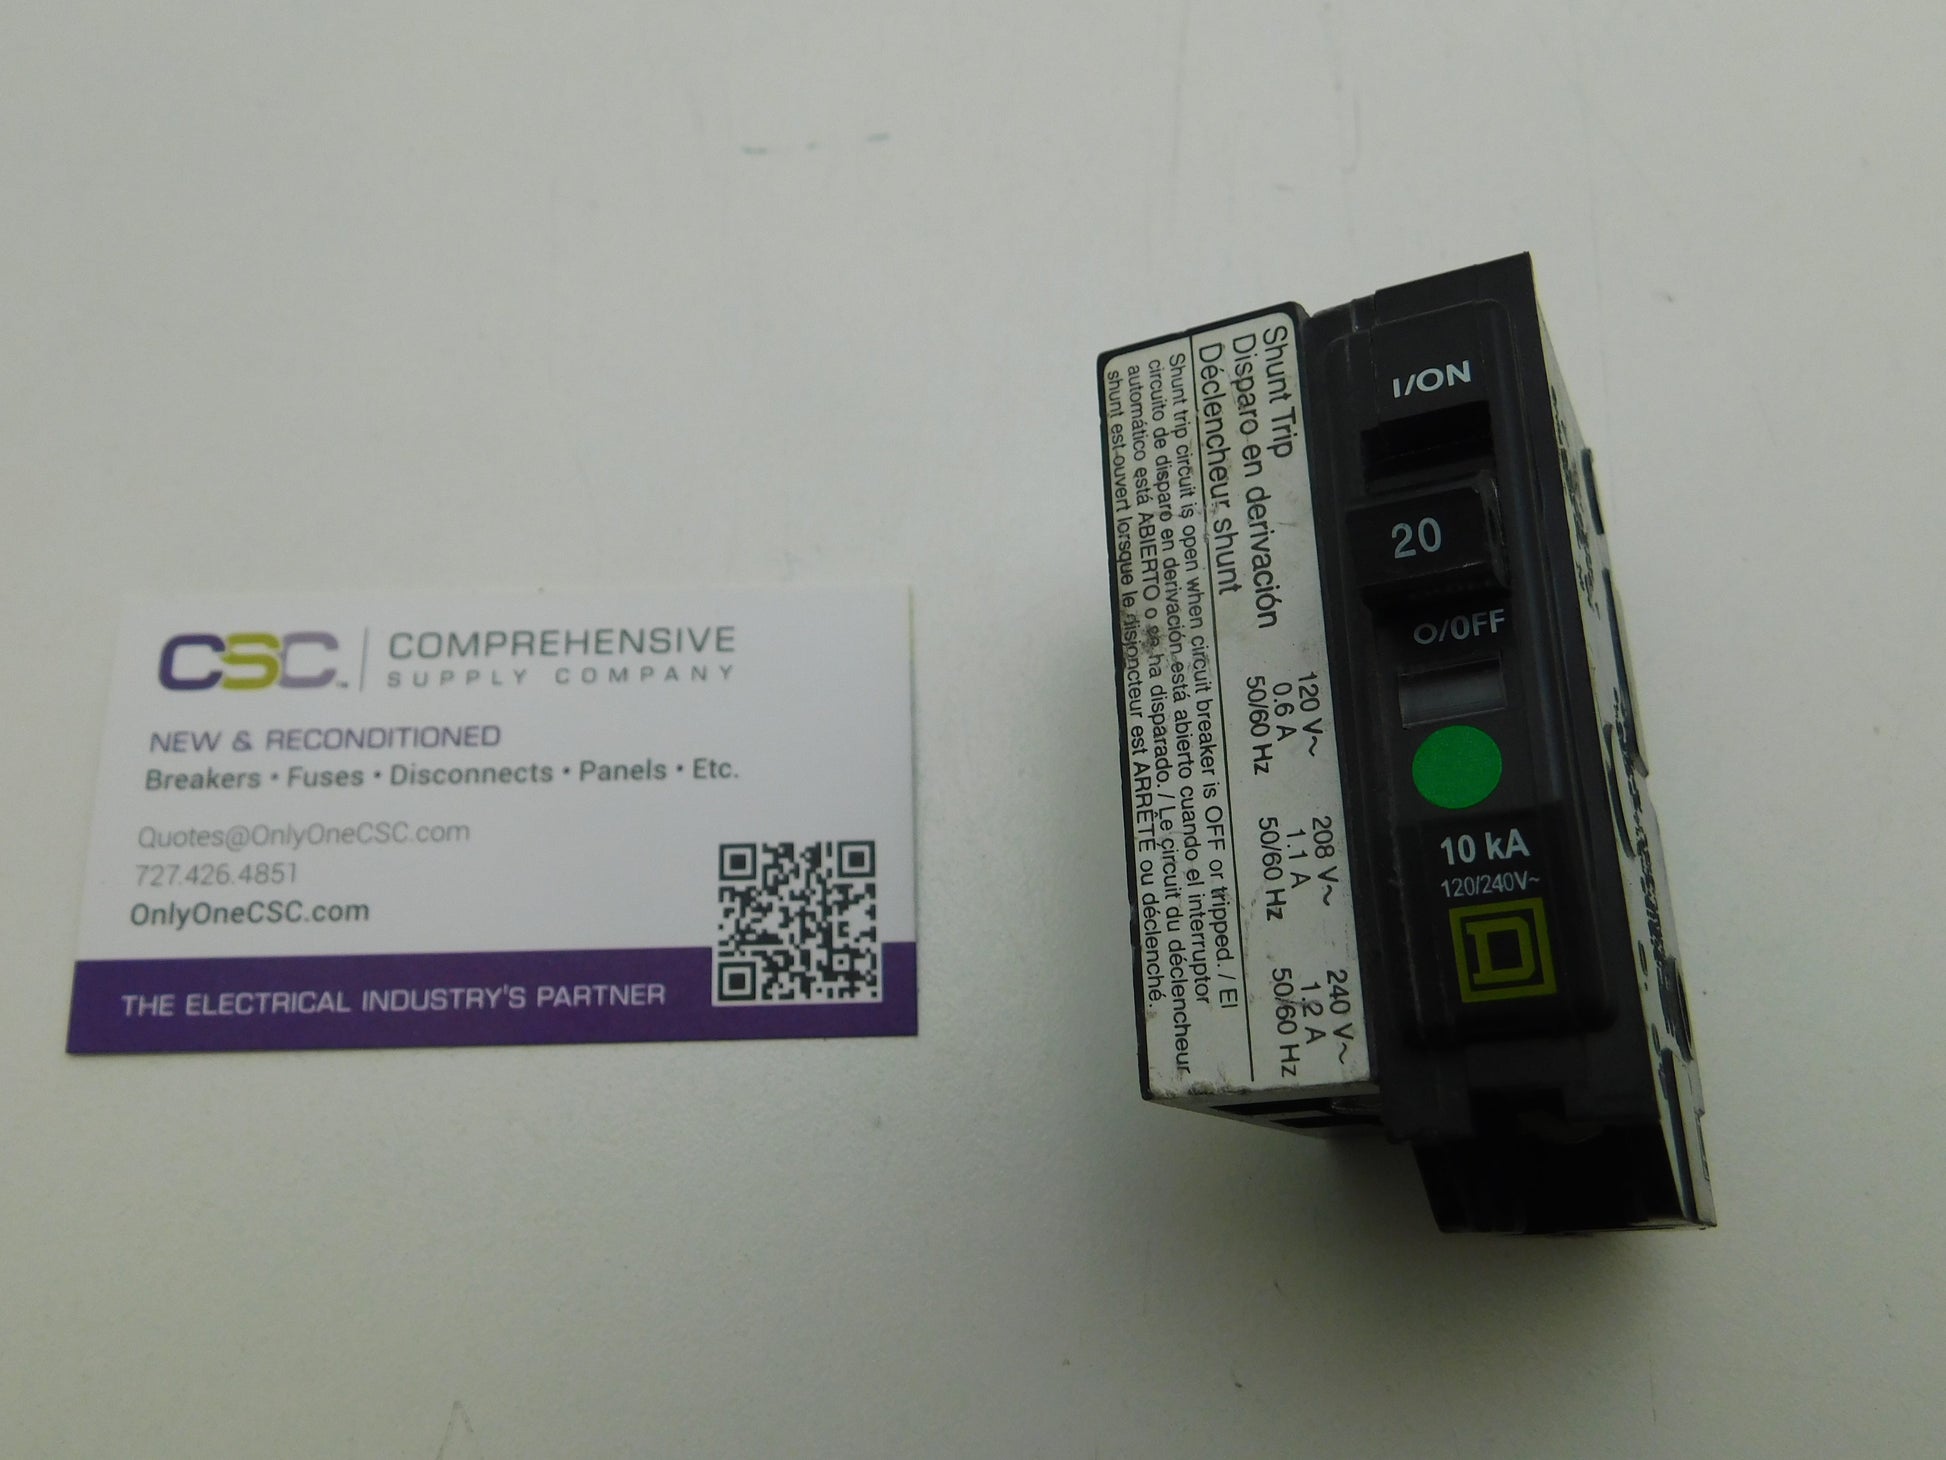 CSC™ COMPREHENSIVE
SUPPLY COMPANY
NEW & RECONDITIONED
Breakers • Fuses • Disconnects • Panels • Etc.
Quotes@OnlyOneCSC.com
727.426.4851
OnlyOneCSC.com
THE ELECTRICAL INDUSTRY'S PARTNER
Shunt Trip
Disparo en derivación
Déclencheur shunt
120 V~ 208 V~ 240 V~
0.6 A 1.1 A 1.2 A
50/60 Hz 50/60 Hz 50/60 Hz
Shunt trip circuit is open when circuit breaker is OFF or tripped. / El
circuito de disparo en derivación está abierto cuando el interruptor
automático está ABIERTO o se ha disparado. / Le circuit du déclencheur
shunt est ouvert lorsque le disjoncteur est ARRÊTÉ ou déclenché.
I/ON
20
O/OFF
10 kA
120/240V~
D